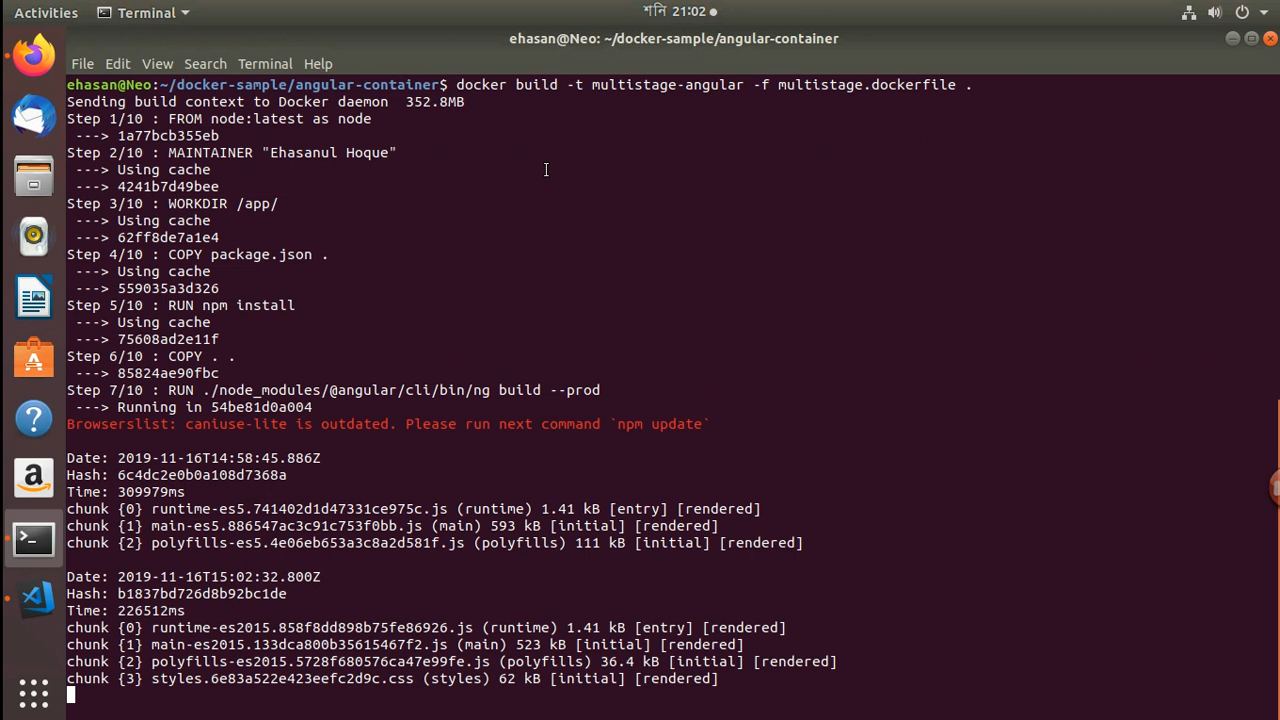 Activities Terminal শনি 21:02
ehasan@Neo: ~/docker-sample/angular-container
File Edit View Search Terminal Help
ehasan@Neo:~/docker-sample/angular-container$ docker build -t multistage-angular -f multistage.dockerfile .
Sending build context to Docker daemon  352.8MB
Step 1/10 : FROM node:latest as node
 ---> 1a77bcb355eb
Step 2/10 : MAINTAINER "Ehasanul Hoque"
 ---> Using cache
 ---> 4241b7d49bee
Step 3/10 : WORKDIR /app/
 ---> Using cache
 ---> 62ff8de7a1e4
Step 4/10 : COPY package.json .
 ---> Using cache
 ---> 559035a3d326
Step 5/10 : RUN npm install
 ---> Using cache
 ---> 75608ad2e11f
Step 6/10 : COPY . .
 ---> 85824ae90fbc
Step 7/10 : RUN ./node_modules/@angular/cli/bin/ng build --prod
 ---> Running in 54be81d0a004
Browserslist: caniuse-lite is outdated. Please run next command `npm update`
Date: 2019-11-16T14:58:45.886Z
Hash: 6c4dc2e0b0a108d7368a
Time: 309979ms
chunk {0} runtime-es5.741402d1d47331ce975c.js (runtime) 1.41 kB [entry] [rendered]
chunk {1} main-es5.886547ac3c91c753f0bb.js (main) 593 kB [initial] [rendered]
chunk {2} polyfills-es5.4e06eb653a3c8a2d581f.js (polyfills) 111 kB [initial] [rendered]
Date: 2019-11-16T15:02:32.800Z
Hash: b1837bd726d8b92bc1de
Time: 226512ms
chunk {0} runtime-es2015.858f8dd898b75fe86926.js (runtime) 1.41 kB [entry] [rendered]
chunk {1} main-es2015.133dca800b35615467f2.js (main) 523 kB [initial] [rendered]
chunk {2} polyfills-es2015.5728f680576ca47e99fe.js (polyfills) 36.4 kB [initial] [rendered]
chunk {3} styles.6e83a522e423eefc2d9c.css (styles) 62 kB [initial] [rendered]